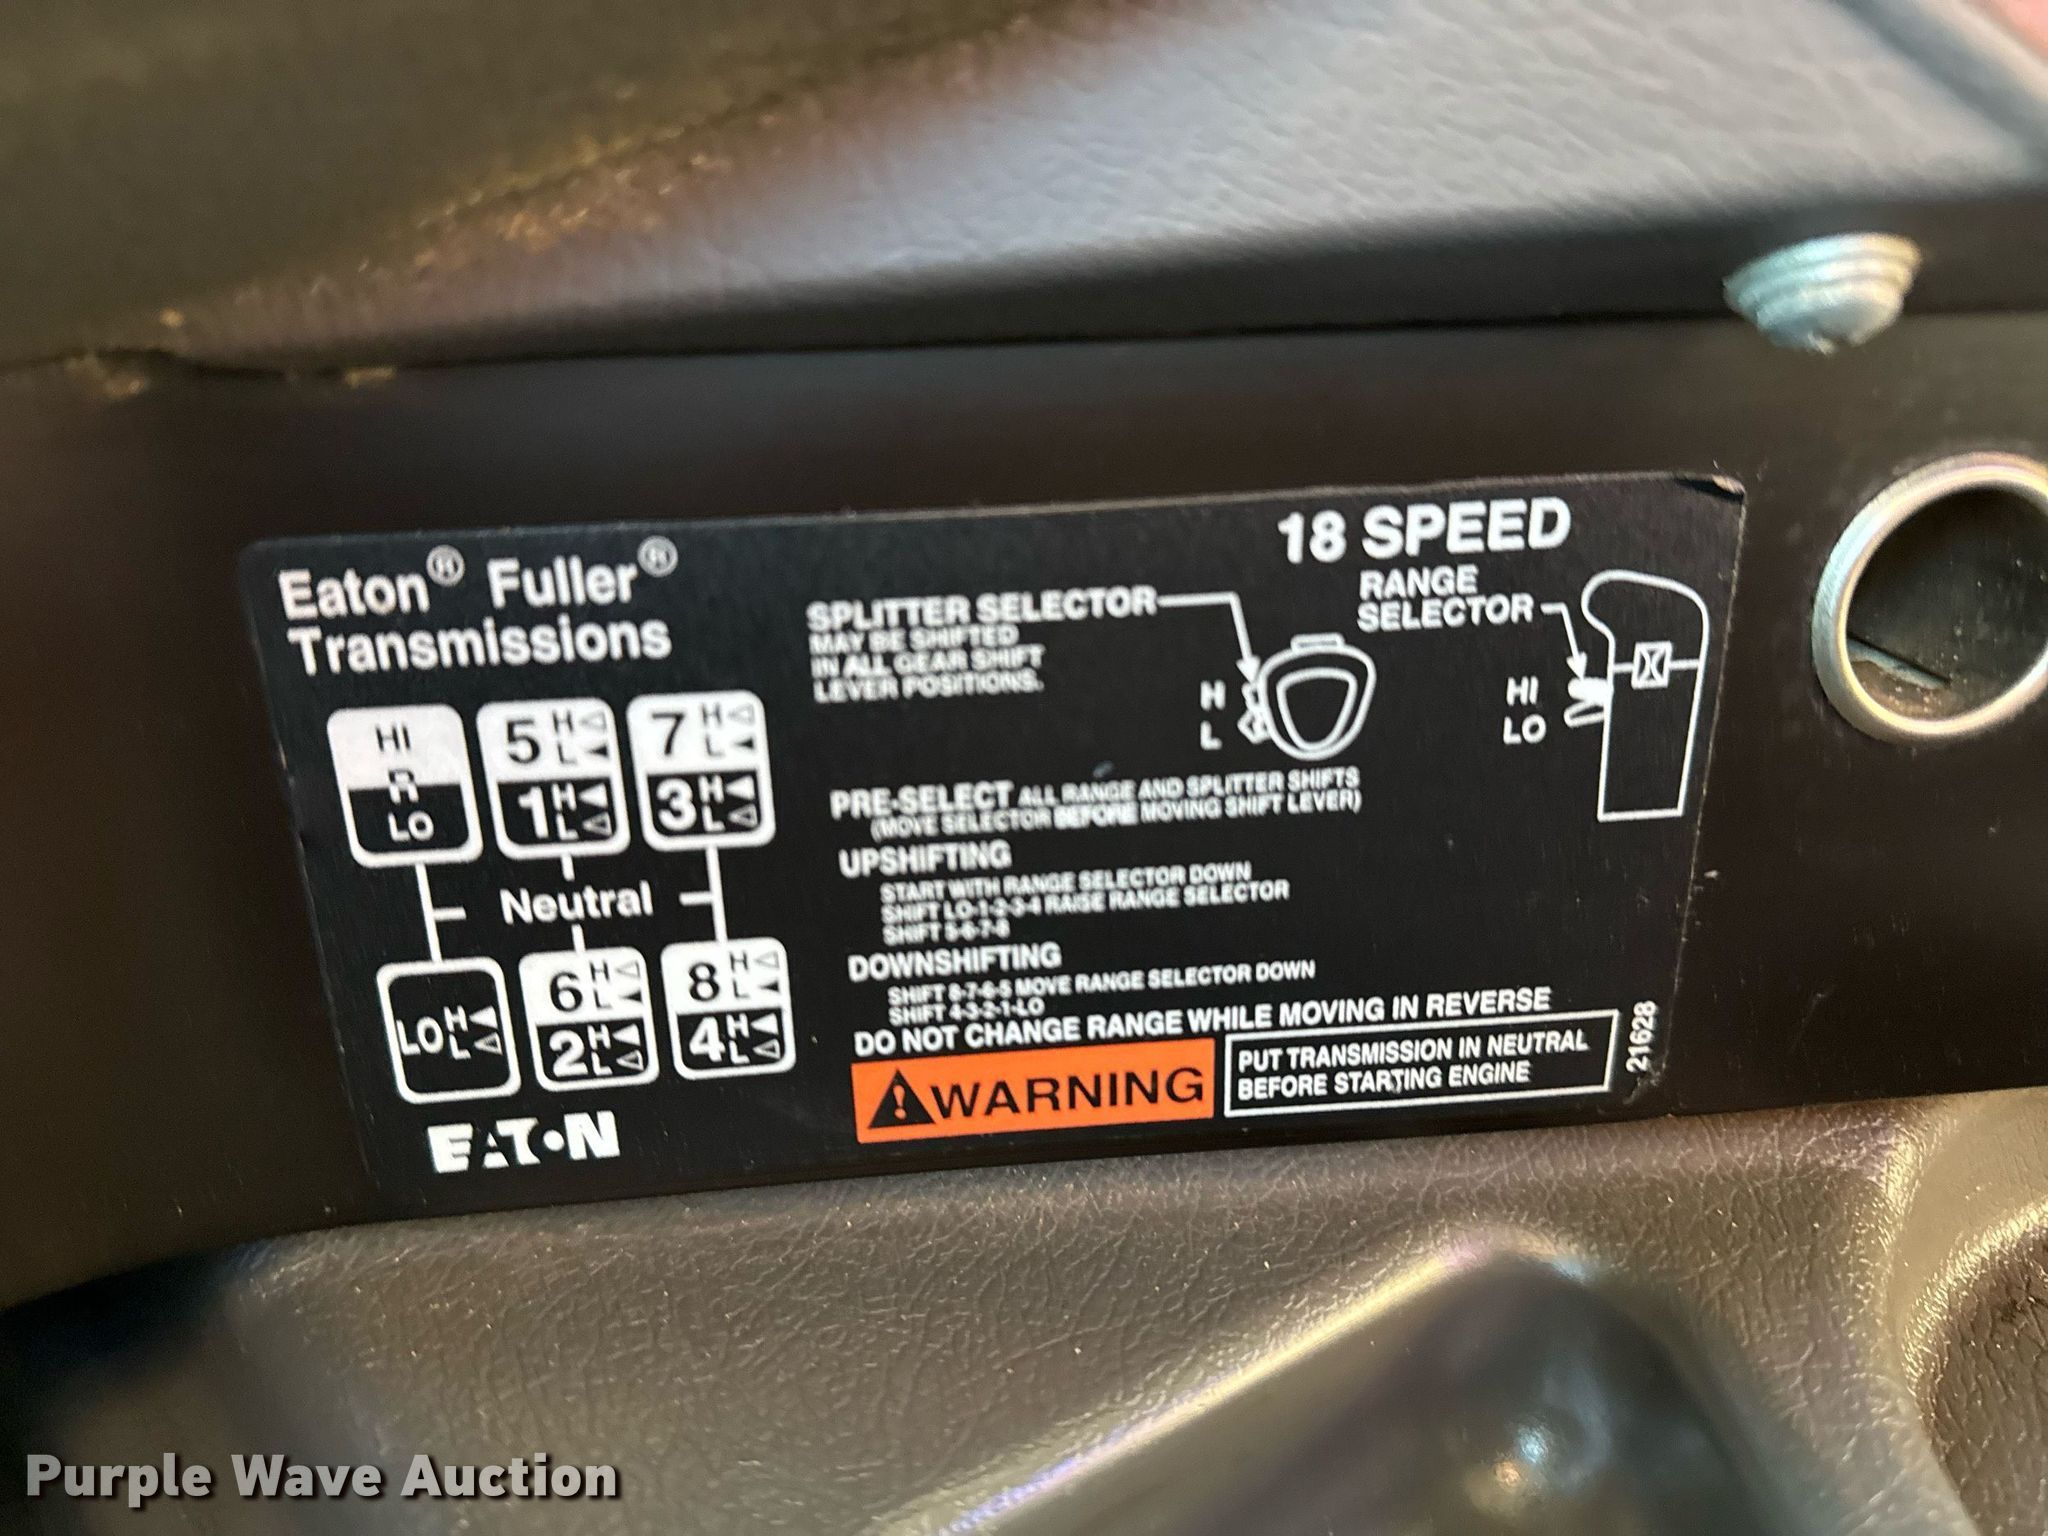 Eaton® Fuller®
Transmissions
18 SPEED
SPLITTER SELECTOR
MAY BE SHIFTED
IN ALL GEAR SHIFT
LEVER POSITIONS.
H
L
RANGE
SELECTOR
HI
LO
HI
R
LO
5 H L
1 H L
7 H L
3 H L
Neutral
LO H L
6 H L
2 H L
8 H L
4 H L
EATON
PRE-SELECT ALL RANGE AND SPLITTER SHIFTS
(MOVE SELECTOR BEFORE MOVING SHIFT LEVER)
UPSHIFTING
START WITH RANGE SELECTOR DOWN
SHIFT LO-1-2-3-4 RAISE RANGE SELECTOR
SHIFT 5-6-7-8
DOWNSHIFTING
SHIFT 8-7-6-5 MOVE RANGE SELECTOR DOWN
SHIFT 4-3-2-1-LO
DO NOT CHANGE RANGE WHILE MOVING IN REVERSE
WARNING
PUT TRANSMISSION IN NEUTRAL
BEFORE STARTING ENGINE
21628
Purple Wave Auction